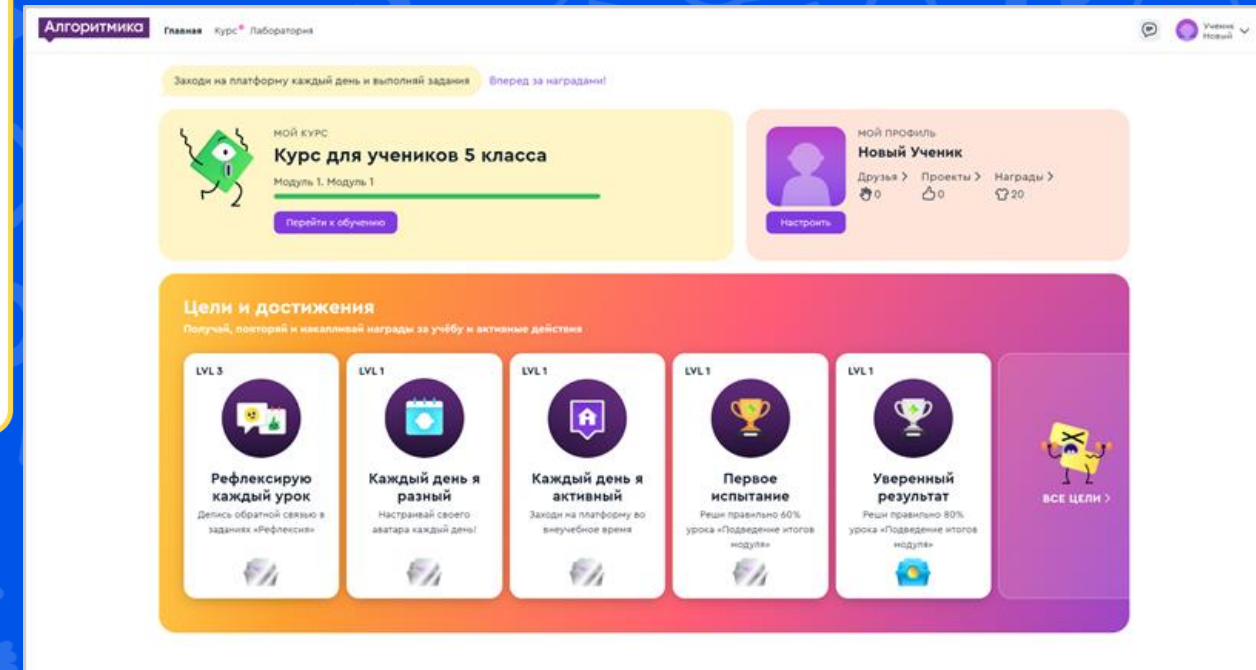 Алгоритмика
Главная Курс Лаборатория
Ученик
Новый
Заходи на платформу каждый день и выполняй задания Вперед за наградами!
МОЙ КУРС
Курс для учеников 5 класса
Модуль 1. Модуль 1
Перейти к обучению
МОЙ ПРОФИЛЬ
Новый Ученик
Друзья > Проекты > Награды >
0 0 20
Настроить
Цели и достижения
Получай, повторяй и накапливай награды за учёбу и активные действия
LVL 3
Рефлексирую
каждый урок
Делись обратной связью в
заданиях «Рефлексия»
LVL 1
Каждый день я
разный
Настраивай своего
аватара каждый день!
LVL 1
Каждый день я
активный
Заходи на платформу во
внеучебное время
LVL 1
Первое
испытание
Реши правильно 60%
урока «Подведение итогов
модуля»
LVL 1
Уверенный
результат
Реши правильно 80%
урока «Подведение итогов
модуля»
ВСЕ ЦЕЛИ >